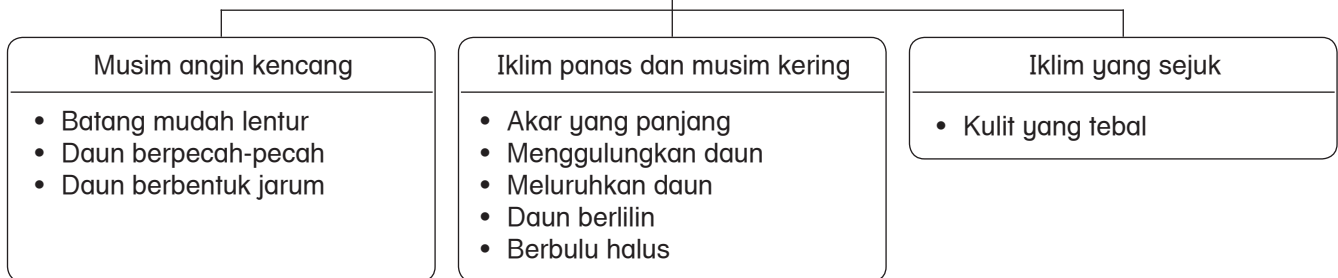 Musim angin kencang
• Batang mudah lentur
• Daun berpecah-pecah
• Daun berbentuk jarum
Iklim panas dan musim kering
• Akar yang panjang
• Menggulungkan daun
• Meluruhkan daun
• Daun berlilin
• Berbulu halus
Iklim yang sejuk
• Kulit yang tebal